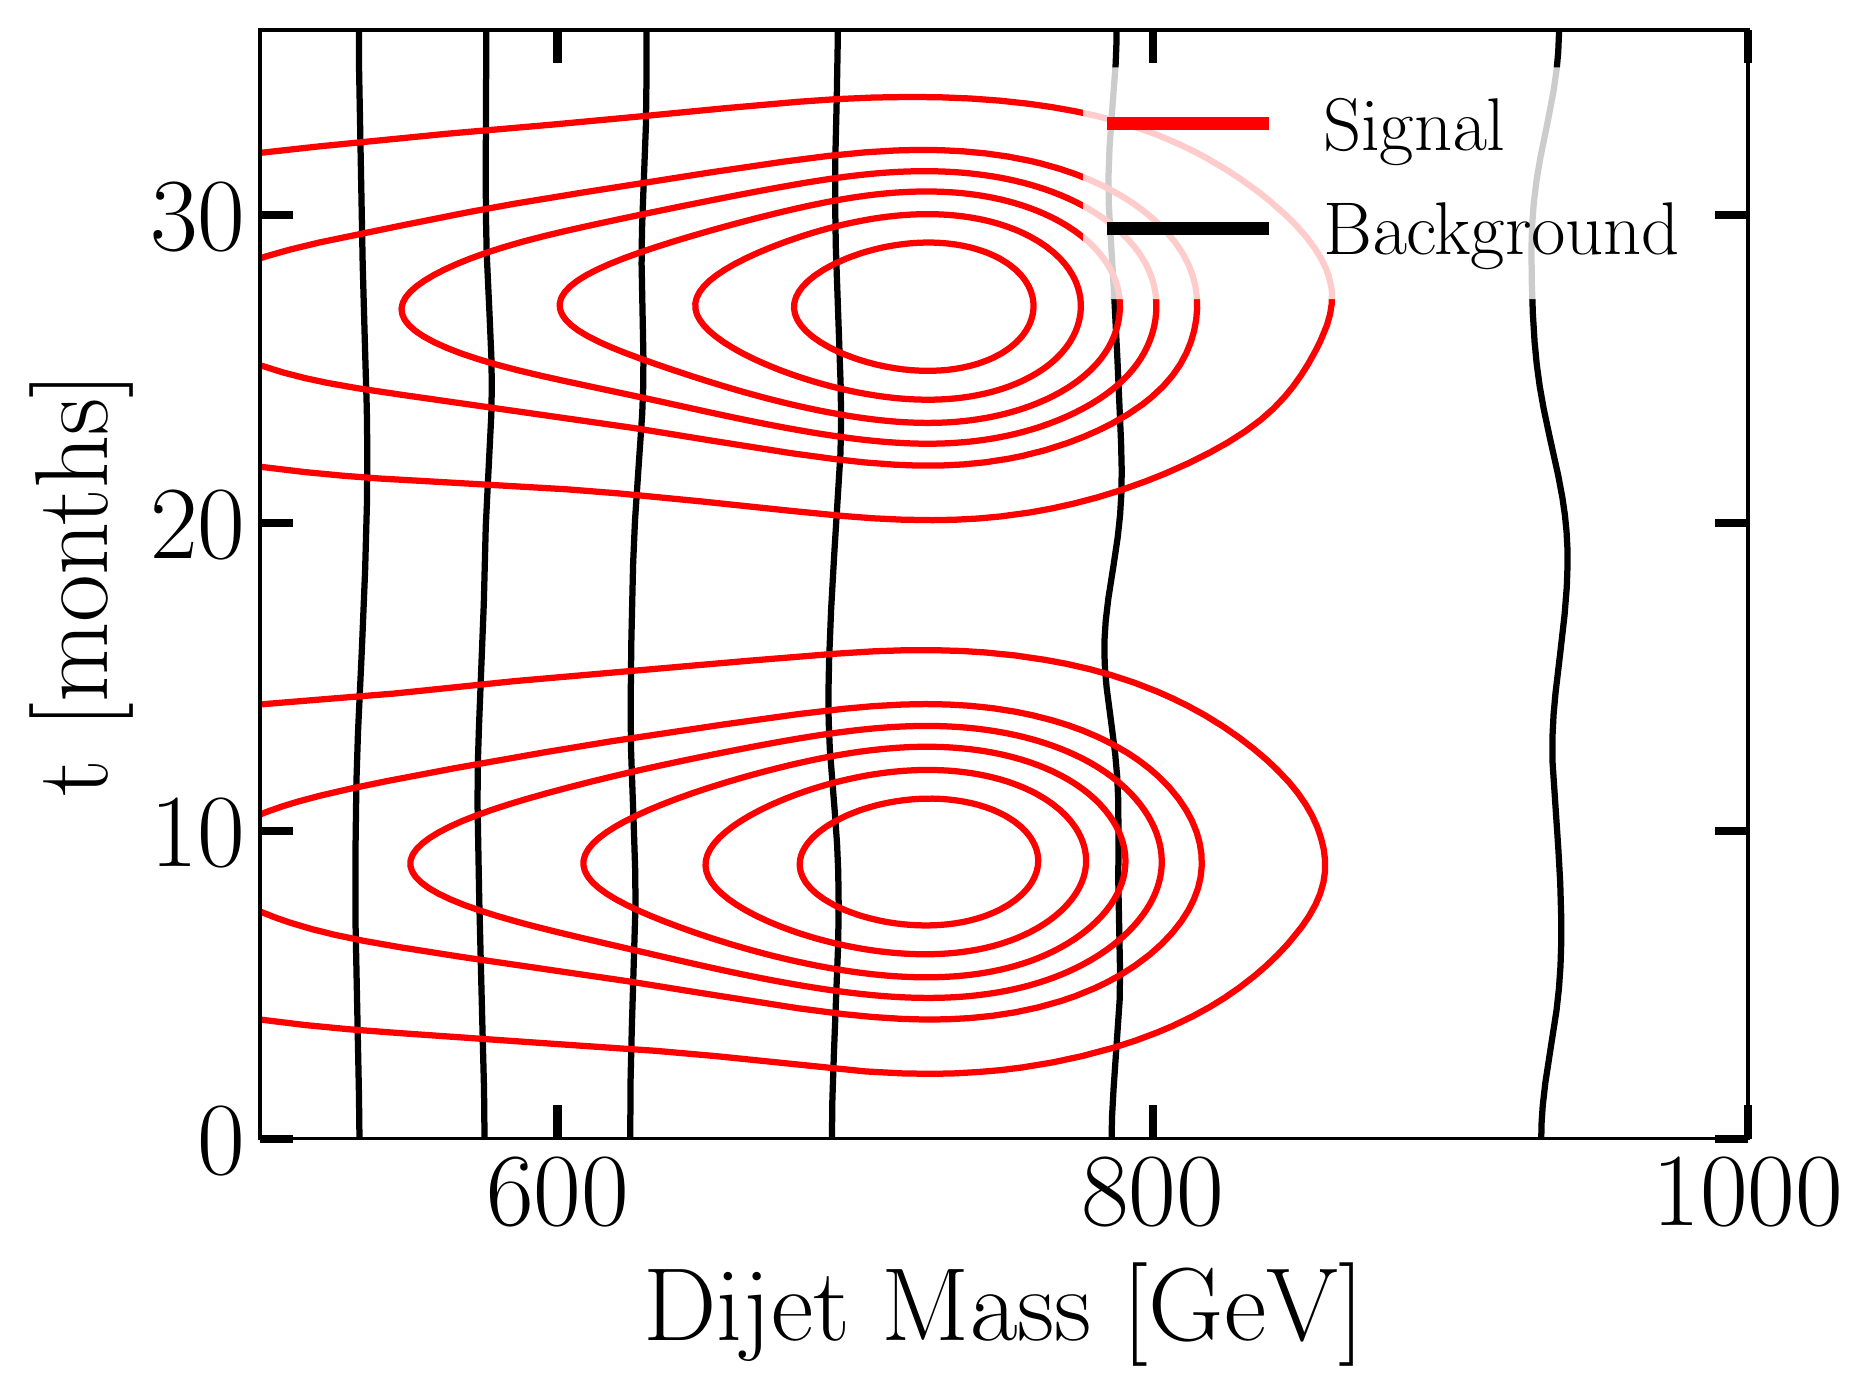 Signal
Background
30
20
10
0
t [months]
600 800 1000
Dijet Mass [GeV]